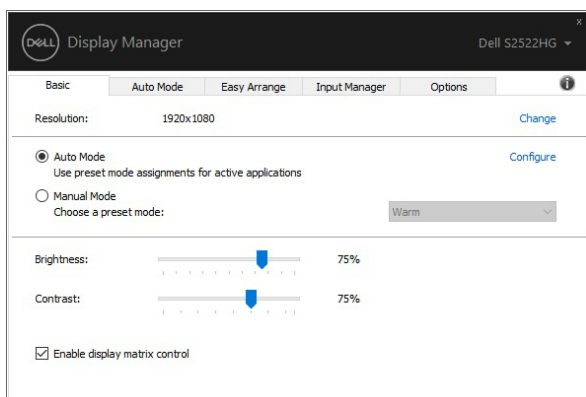 x
DELL Display Manager Dell S2522HG
Basic Auto Mode Easy Arrange Input Manager Options i
Resolution: 1920x1080 Change
Auto Mode Configure
Use preset mode assignments for active applications
Manual Mode
Choose a preset mode: Warm
Brightness: 75%
Contrast: 75%
Enable display matrix control